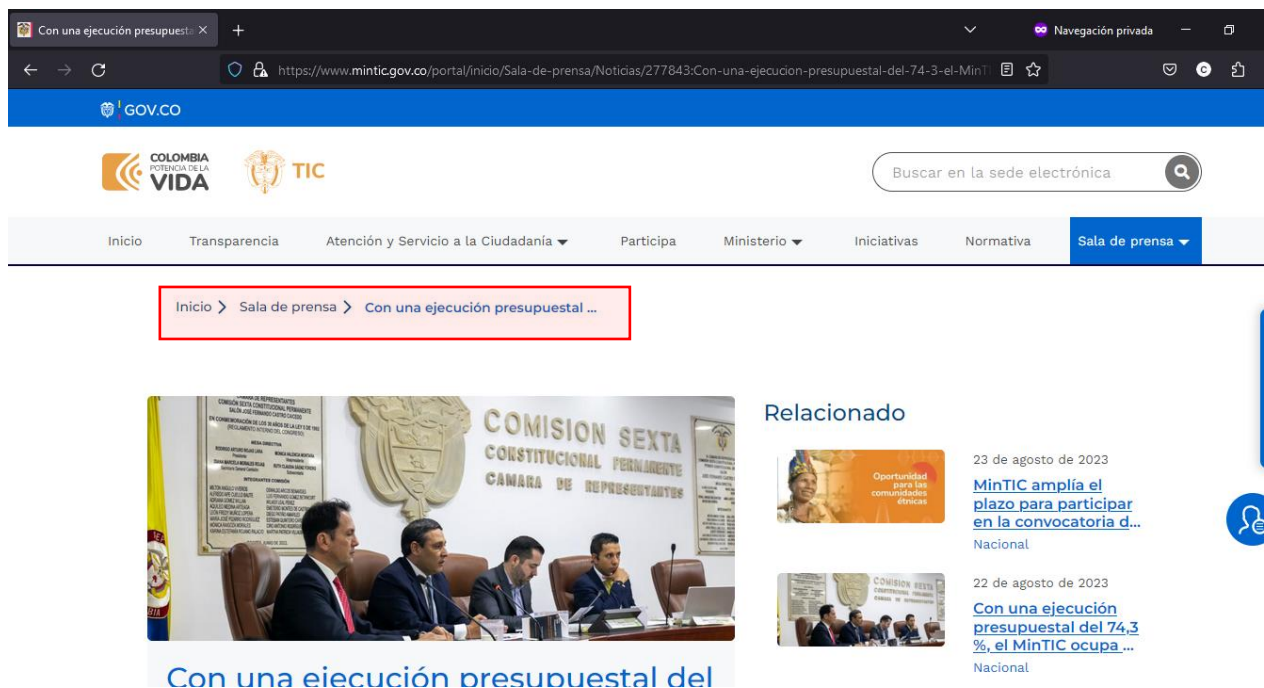 Con una ejecución presupuesta
Navegación privada
https://www.mintic.gov.co/portal/inicio/Sala-de-prensa/Noticias/277843:Con-una-ejecucion-presupuestal-del-74-3-el-MinT
GOV.CO
COLOMBIA
POTENCIA DE LA
VIDA
TIC
Buscar en la sede electrónica
Inicio Transparencia Atención y Servicio a la Ciudadanía Participa Ministerio Iniciativas Normativa Sala de prensa
Inicio Sala de prensa Con una ejecución presupuestal ...
COMISION SEXTA
CONSTITUCIONAL PERMANENTE
CAMARA DE REPRESENTANTES
Con una ejecución presupuestal del
Relacionado
Oportunidad
para las
comunidades
étnicas
23 de agosto de 2023
MinTIC amplía el
plazo para participar
en la convocatoria d...
Nacional
22 de agosto de 2023
Con una ejecución
presupuestal del 74,3
%, el MinTIC ocupa ...
Nacional